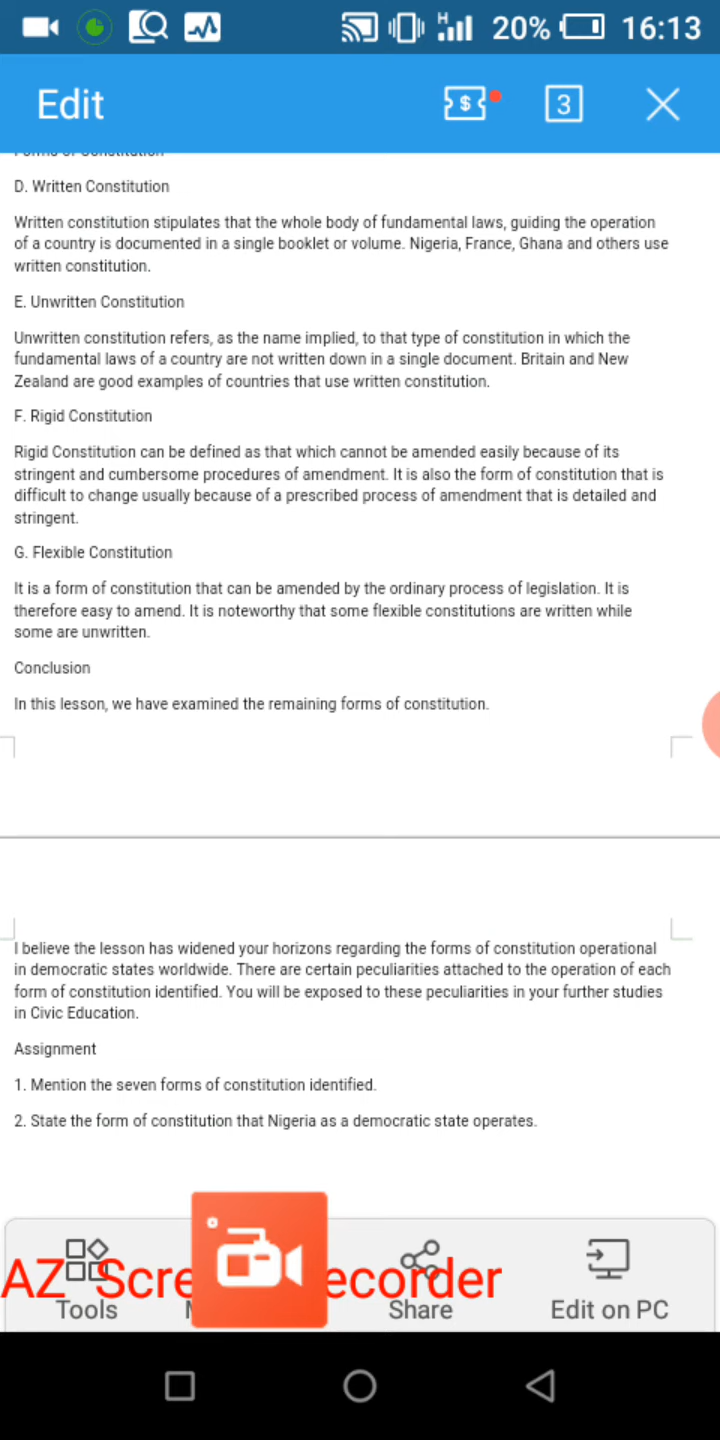 20% 16:13
Edit
$ 3
Forms of Constitution
D. Written Constitution
Written constitution stipulates that the whole body of fundamental laws, guiding the operation
of a country is documented in a single booklet or volume. Nigeria, France, Ghana and others use
written constitution.
E. Unwritten Constitution
Unwritten constitution refers, as the name implied, to that type of constitution in which the
fundamental laws of a country are not written down in a single document. Britain and New
Zealand are good examples of countries that use written constitution.
F. Rigid Constitution
Rigid Constitution can be defined as that which cannot be amended easily because of its
stringent and cumbersome procedures of amendment. It is also the form of constitution that is
difficult to change usually because of a prescribed process of amendment that is detailed and
stringent.
G. Flexible Constitution
It is a form of constitution that can be amended by the ordinary process of legislation. It is
therefore easy to amend. It is noteworthy that some flexible constitutions are written while
some are unwritten.
Conclusion
In this lesson, we have examined the remaining forms of constitution.
I believe the lesson has widened your horizons regarding the forms of constitution operational
in democratic states worldwide. There are certain peculiarities attached to the operation of each
form of constitution identified. You will be exposed to these peculiarities in your further studies
in Civic Education.
Assignment
1. Mention the seven forms of constitution identified.
2. State the form of constitution that Nigeria as a democratic state operates.
AZ Scre ecorder
Tools Share Edit on PC